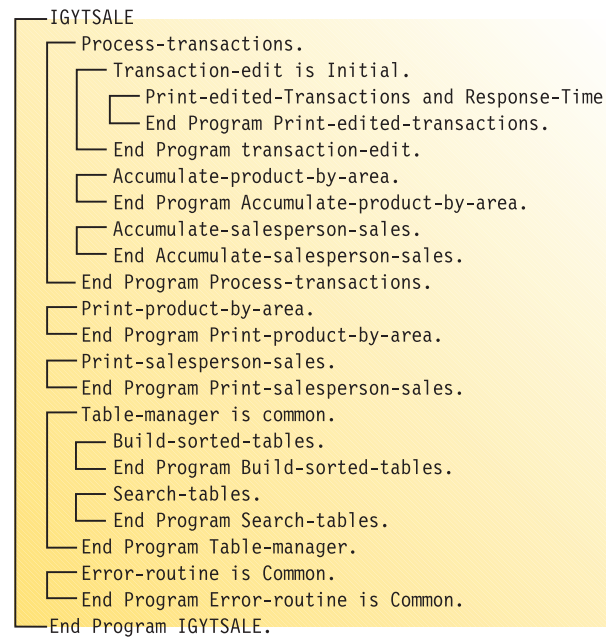 IGYTSALE
Process-transactions.
Transaction-edit is Initial.
Print-edited-Transactions and Response-Time
End Program Print-edited-transactions.
End Program transaction-edit.
Accumulate-product-by-area.
End Program Accumulate-product-by-area.
Accumulate-salesperson-sales.
End Accumulate-salesperson-sales.
End Program Process-transactions.
Print-product-by-area.
End Program Print-product-by-area.
Print-salesperson-sales.
End Program Print-salesperson-sales.
Table-manager is common.
Build-sorted-tables.
End Program Build-sorted-tables.
Search-tables.
End Program Search-tables.
End Program Table-manager.
Error-routine is Common.
End Program Error-routine is Common.
End Program IGYTSALE.